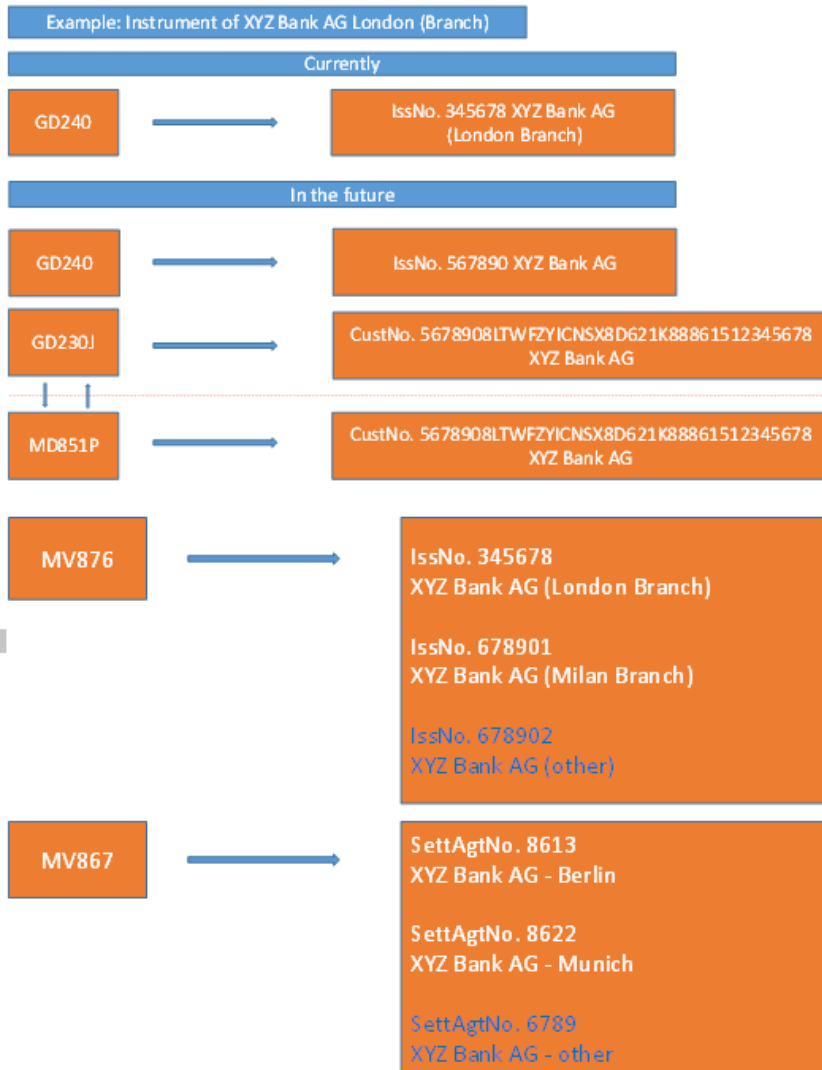 Example: Instrument of XYZ Bank AG London (Branch)
Currently
GD240
IssNo. 345678 XYZ Bank AG
(London Branch)
In the future
GD240
IssNo. 567890 XYZ Bank AG
GD230J
CustNo. 5678908LTWFZYICNSX8D621K88861512345678
XYZ Bank AG
MD851P
CustNo. 5678908LTWFZYICNSX8D621K88861512345678
XYZ Bank AG
MV876
IssNo. 345678
XYZ Bank AG (London Branch)
IssNo. 678901
XYZ Bank AG (Milan Branch)
IssNo. 678902
XYZ Bank AG (other)
MV867
SettAgtNo. 8613
XYZ Bank AG - Berlin
SettAgtNo. 8622
XYZ Bank AG - Munich
SettAgtNo. 6789
XYZ Bank AG - other